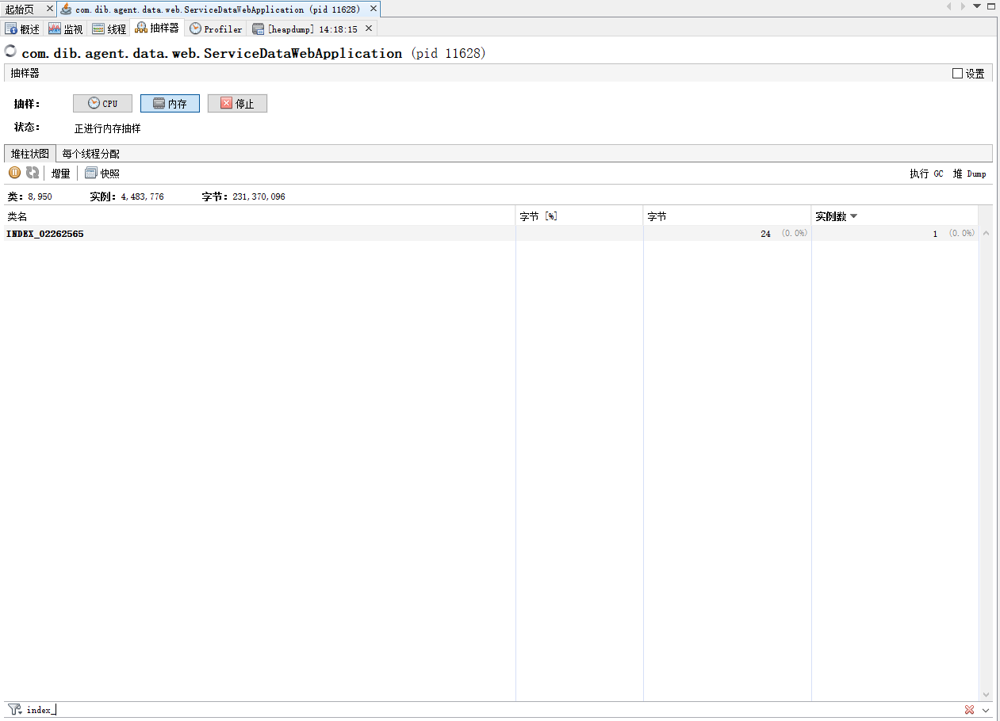 起始页 com.dib.agent.data.web.ServiceDataWebApplication (pid 11628)
概述 监视 线程 抽样器 Profiler [heapdump] 14:18:15
com.dib.agent.data.web.ServiceDataWebApplication (pid 11628)
抽样器 设置
抽样： CPU 内存 停止
状态： 正进行内存抽样
堆柱状图 每个线程分配
增量 快照 执行 GC 堆 Dump
类：8,950 实例：4,483,776 字节：231,370,096
类名 字节 [%] 字节 实例数
INDEX_02262565 24 (0.0%) 1 (0.0%)
index_